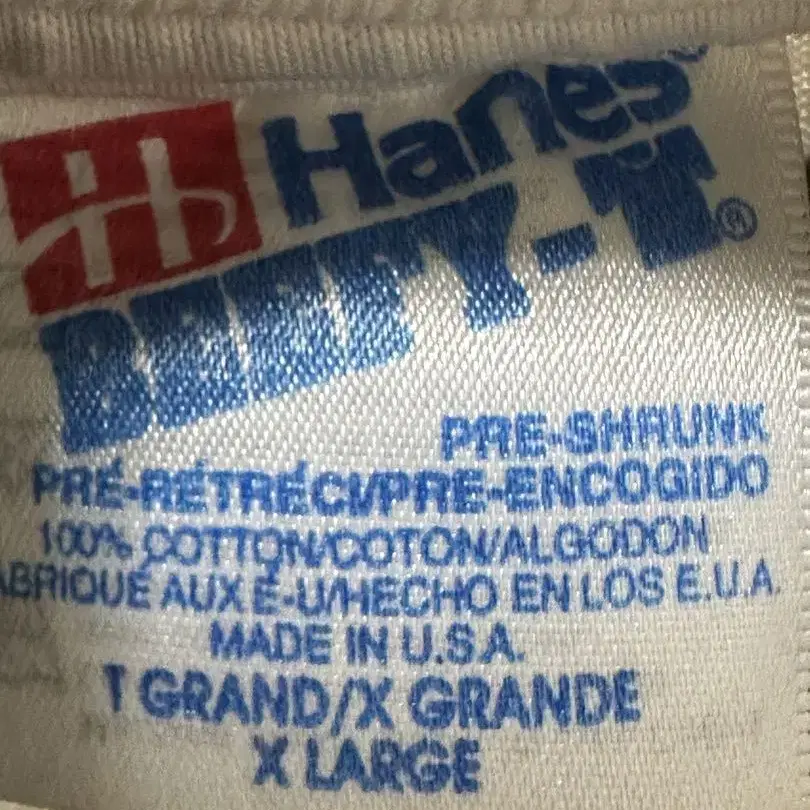 H Hanes
BEEFY-T®
PRE-SHRUNK
PRÉ-RÉTRÉCI/PRE-ENCOGIDO
100% COTTON/COTON/ALGODON
ABRIQUÉ AUX É-U/HECHO EN LOS E.U.A.
MADE IN U.S.A.
T GRAND/X GRANDE
X LARGE